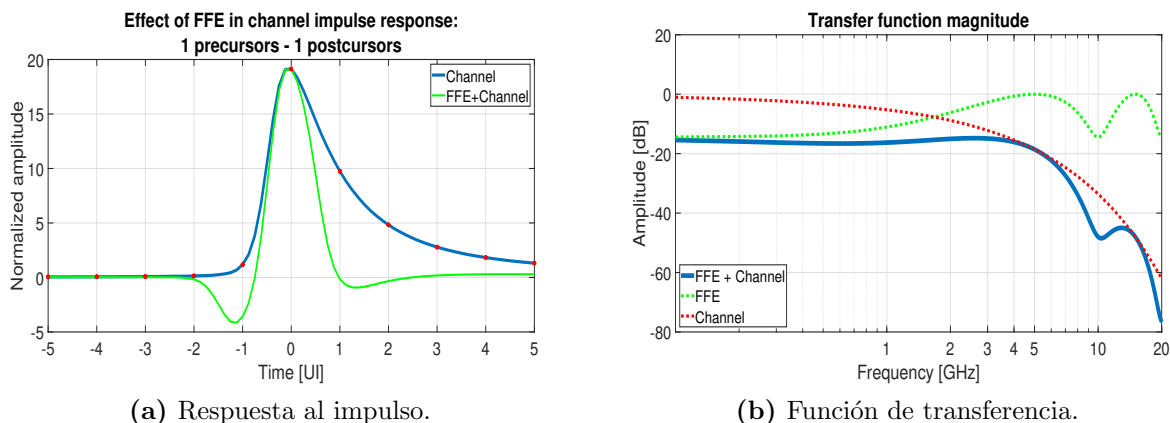 Effect of FFE in channel impulse response:
1 precursors - 1 postcursors
Normalized amplitude
20
15
10
5
0
-5
-5 -4 -3 -2 -1 0 1 2 3 4 5
Time [UI]
Channel
FFE+Channel
(a) Respuesta al impulso.
Transfer function magnitude
Amplitude [dB]
20
0
-20
-40
-60
-80
1 2 3 4 5 10 20
Frequency [GHz]
FFE + Channel
FFE
Channel
(b) Función de transferencia.